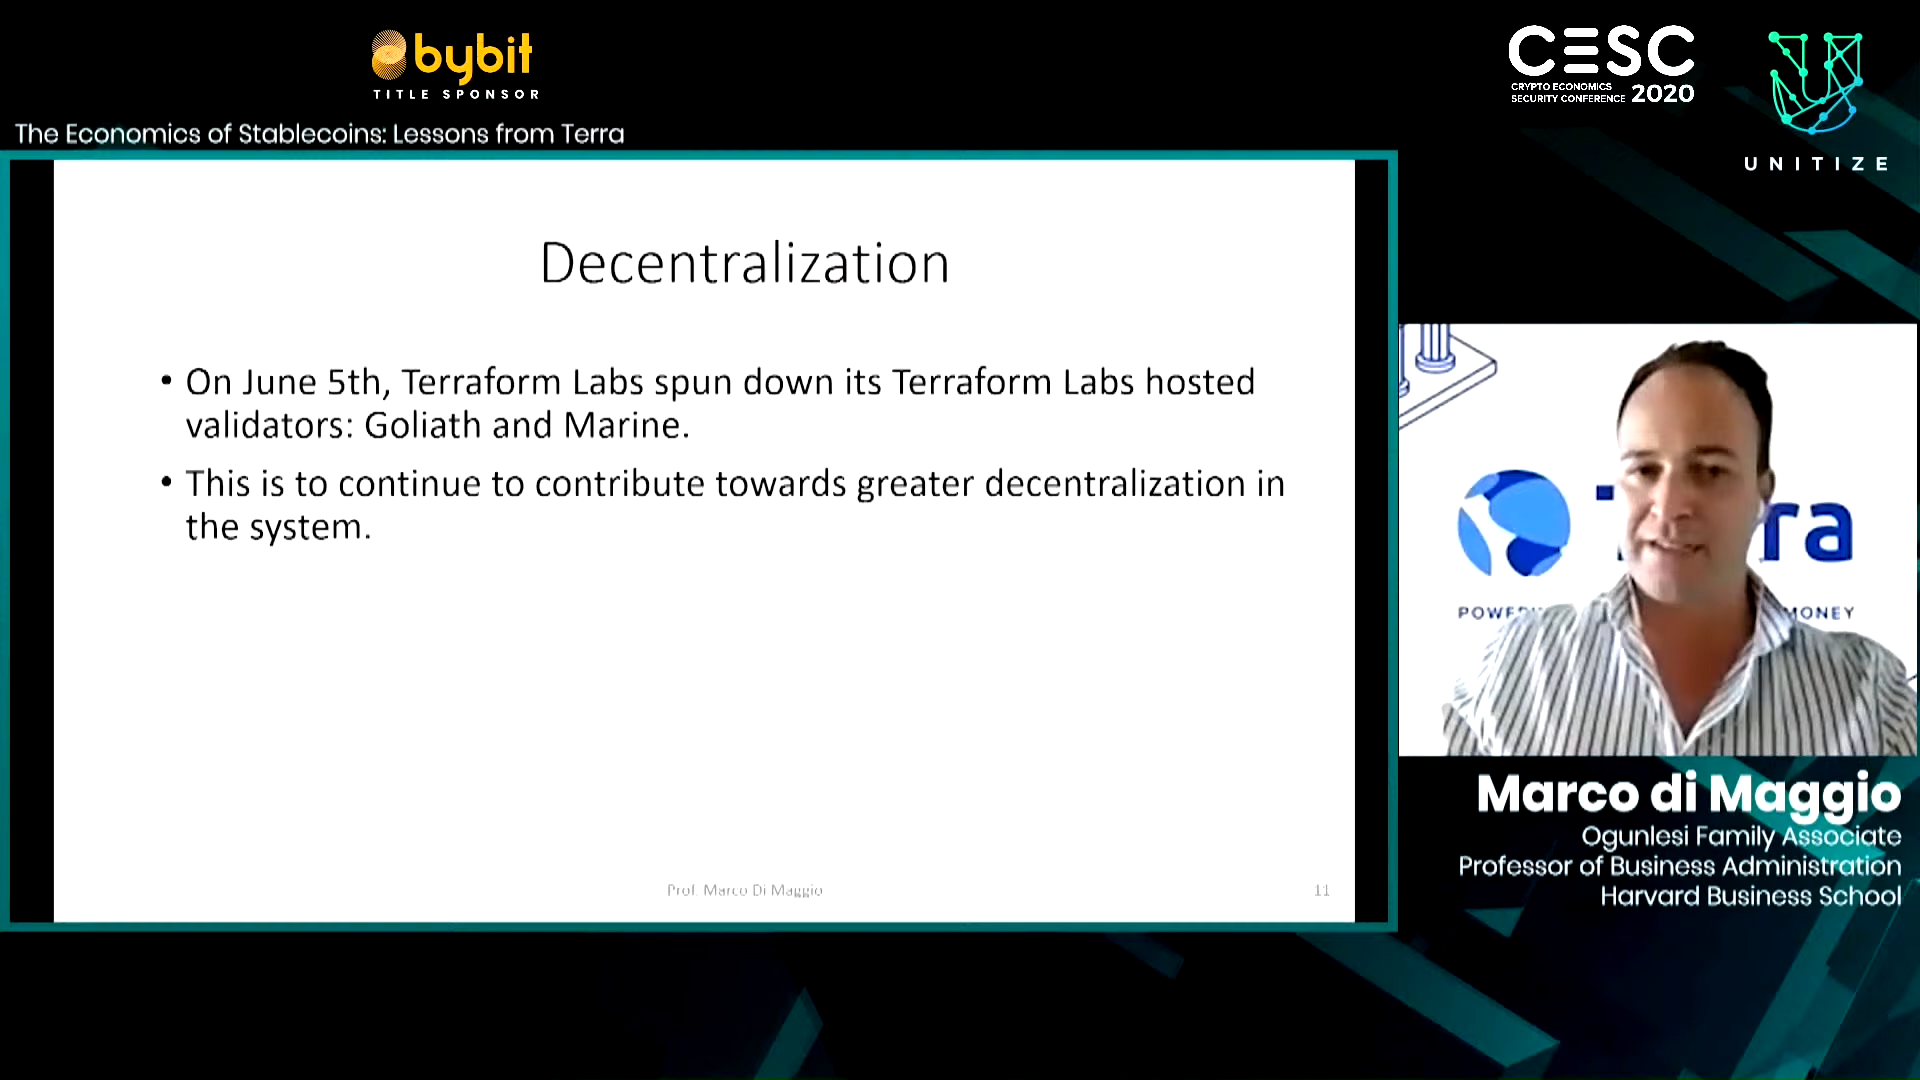 bybit
TITLE SPONSOR
CESC
CRYPTO ECONOMICS
SECURITY CONFERENCE 2020
UNITIZE
The Economics of Stablecoins: Lessons from Terra
Decentralization
• On June 5th, Terraform Labs spun down its Terraform Labs hosted
validators: Goliath and Marine.
• This is to continue to contribute towards greater decentralization in
the system.
Prof. Marco Di Maggio
11
MONEY
Marco di Maggio
Ogunlesi Family Associate
Professor of Business Administration
Harvard Business School